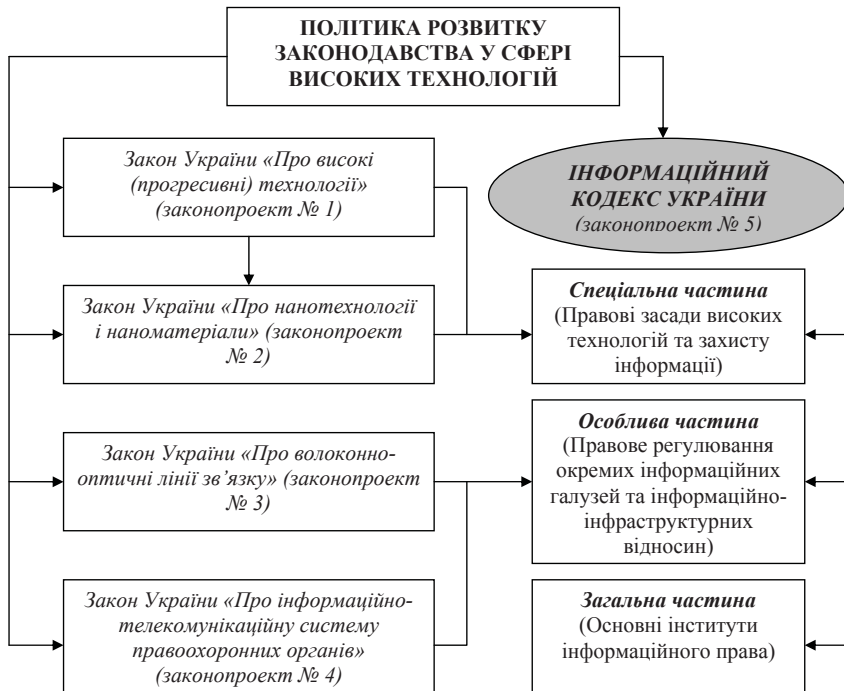 ПОЛІТИКА РОЗВИТКУ
ЗАКОНОДАВСТВА У СФЕРІ
ВИСОКИХ ТЕХНОЛОГІЙ
Закон України «Про високі
(прогресивні) технології»
(законопроект № 1)
ІНФОРМАЦІЙНИЙ
КОДЕКС УКРАЇНИ
(законопроект № 5)
Закон України «Про нанотехнології
і наноматеріали» (законопроект
№ 2)
Спеціальна частина
(Правові засади високих
технологій та захисту
інформації)
Закон України «Про волоконно-
оптичні лінії зв’язку» (законопроект
№ 3)
Особлива частина
(Правове регулювання
окремих інформаційних
галузей та інформаційно-
інфраструктурних
відносин)
Закон України «Про інформаційно-
телекомунікаційну систему
правоохоронних органів»
(законопроект № 4)
Загальна частина
(Основні інститути
інформаційного права)